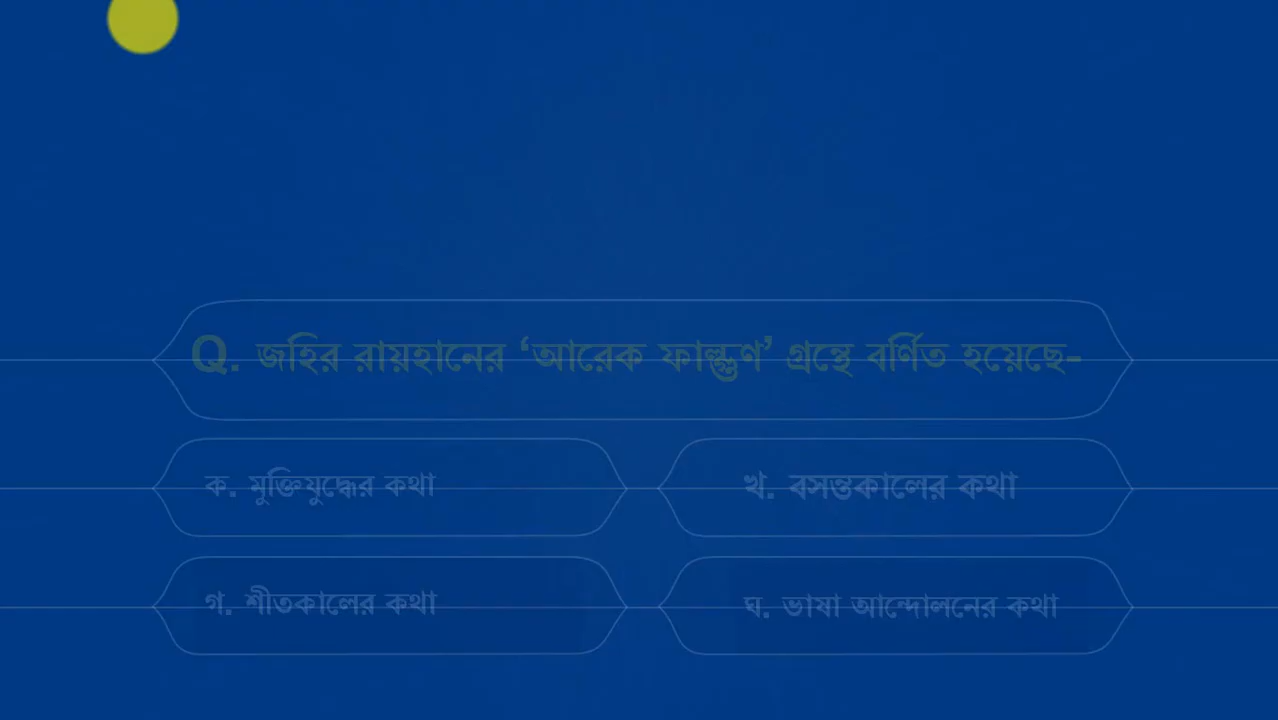 Q. জহির রায়হানের ‘আরেক ফাল্গুণ’ গ্রন্থে বর্ণিত হয়েছে-
ক. মুক্তিযুদ্ধের কথা
খ. বসন্তকালের কথা
গ. শীতকালের কথা
ঘ. ভাষা আন্দোলনের কথা